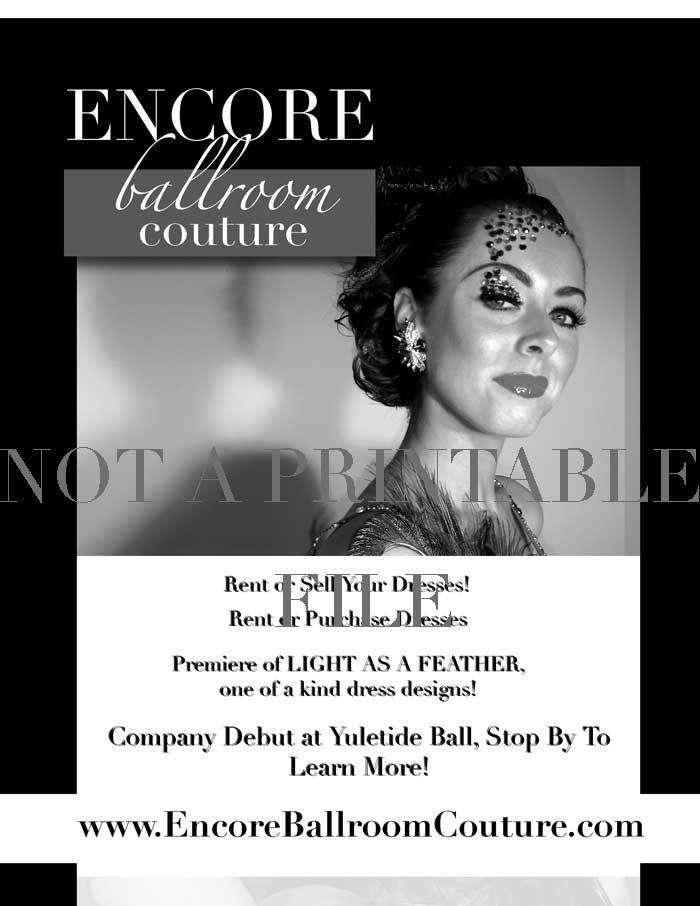 ENCORE
ballroom
couture
NOT A PRINTABLE
FILE
Rent or Sell Your Dresses!
Rent or Purchase Dresses
Premiere of LIGHT AS A FEATHER,
one of a kind dress designs!
Company Debut at Yuletide Ball, Stop By To
Learn More!
www.EncoreBallroomCouture.com